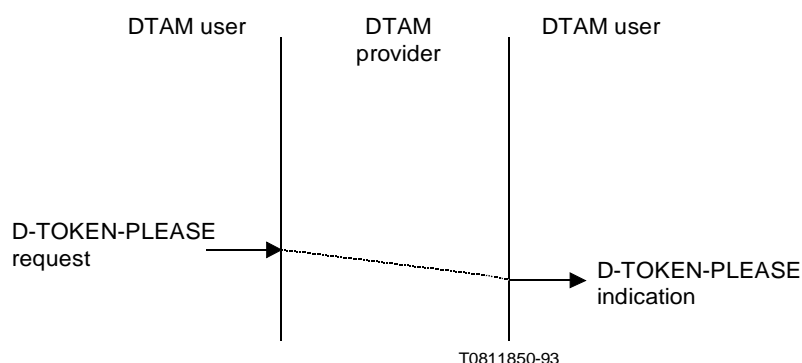 DTAM user
DTAM
provider
DTAM user
D-TOKEN-PLEASE
request
D-TOKEN-PLEASE
indication
T0811850-93